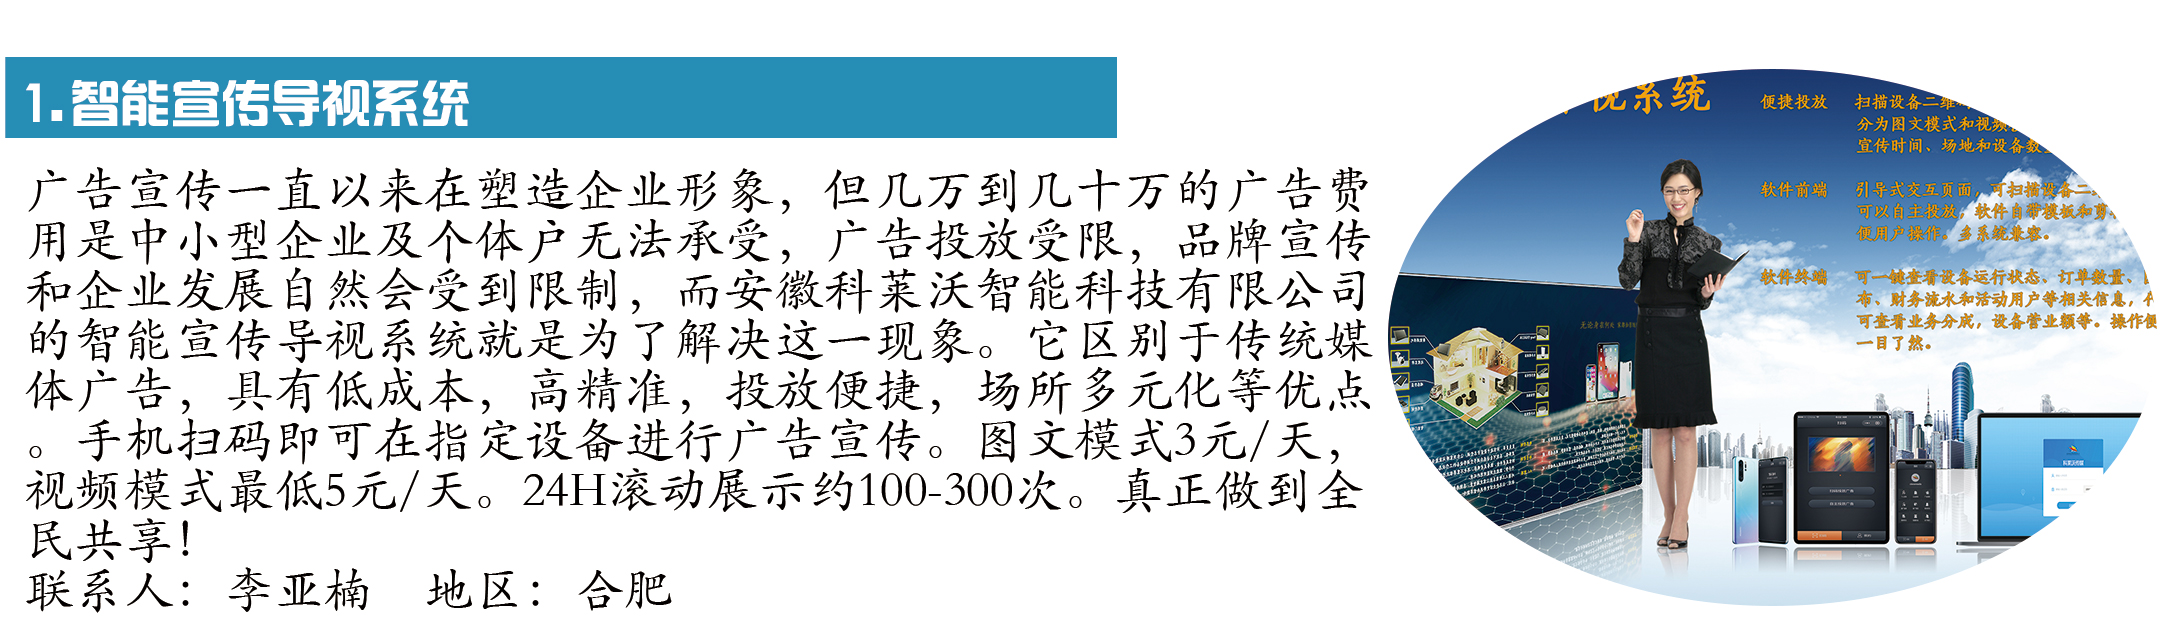 1.智能宣传导视系统
广告宣传一直以来在塑造企业形象，但几万到几十万的广告费
用是中小型企业及个体户无法承受，广告投放受限，品牌宣传
和企业发展自然会受到限制，而安徽科莱沃智能科技有限公司
的智能宣传导视系统就是为了解决这一现象。它区别于传统媒
体广告，具有低成本，高精准，投放便捷，场所多元化等优点
。手机扫码即可在指定设备进行广告宣传。图文模式3元/天，
视频模式最低5元/天。24H滚动展示约100-300次。真正做到全
民共享！
联系人：李亚楠 地区：合肥
视系统
便捷投放 扫描设备二维
分为图文模式和视频
宣传时间、场地和设备数
软件前端 引导式交互页面，可扫描设备二
可以自主投放，软件自带模板和剪
便用户操作。多系统兼容。
软件终端 可一键查看设备运行状态、订单数量、
布、财务流水和活动用户等相关信息，
可查看业务分成，设备营业额等。操作便
一目了然。